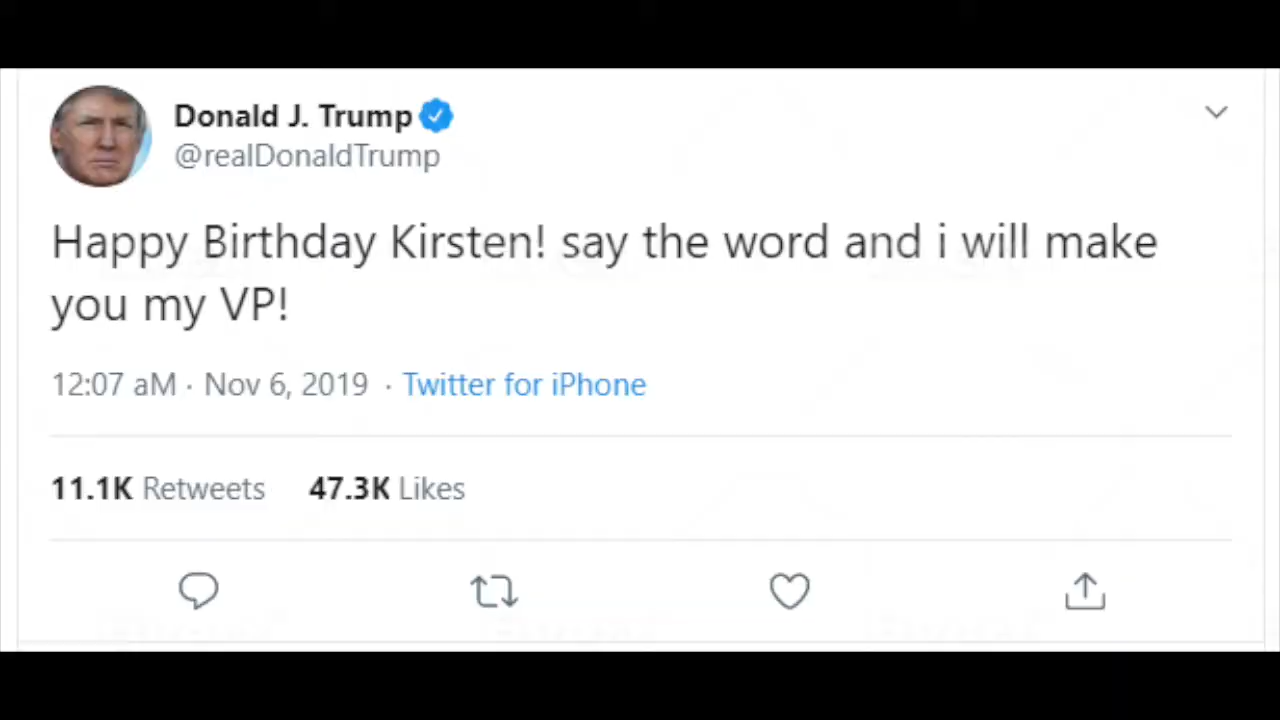 Donald J. Trump
@realDonaldTrump
Happy Birthday Kirsten! say the word and i will make
you my VP!
12:07 aM · Nov 6, 2019 · Twitter for iPhone
11.1K Retweets 47.3K Likes